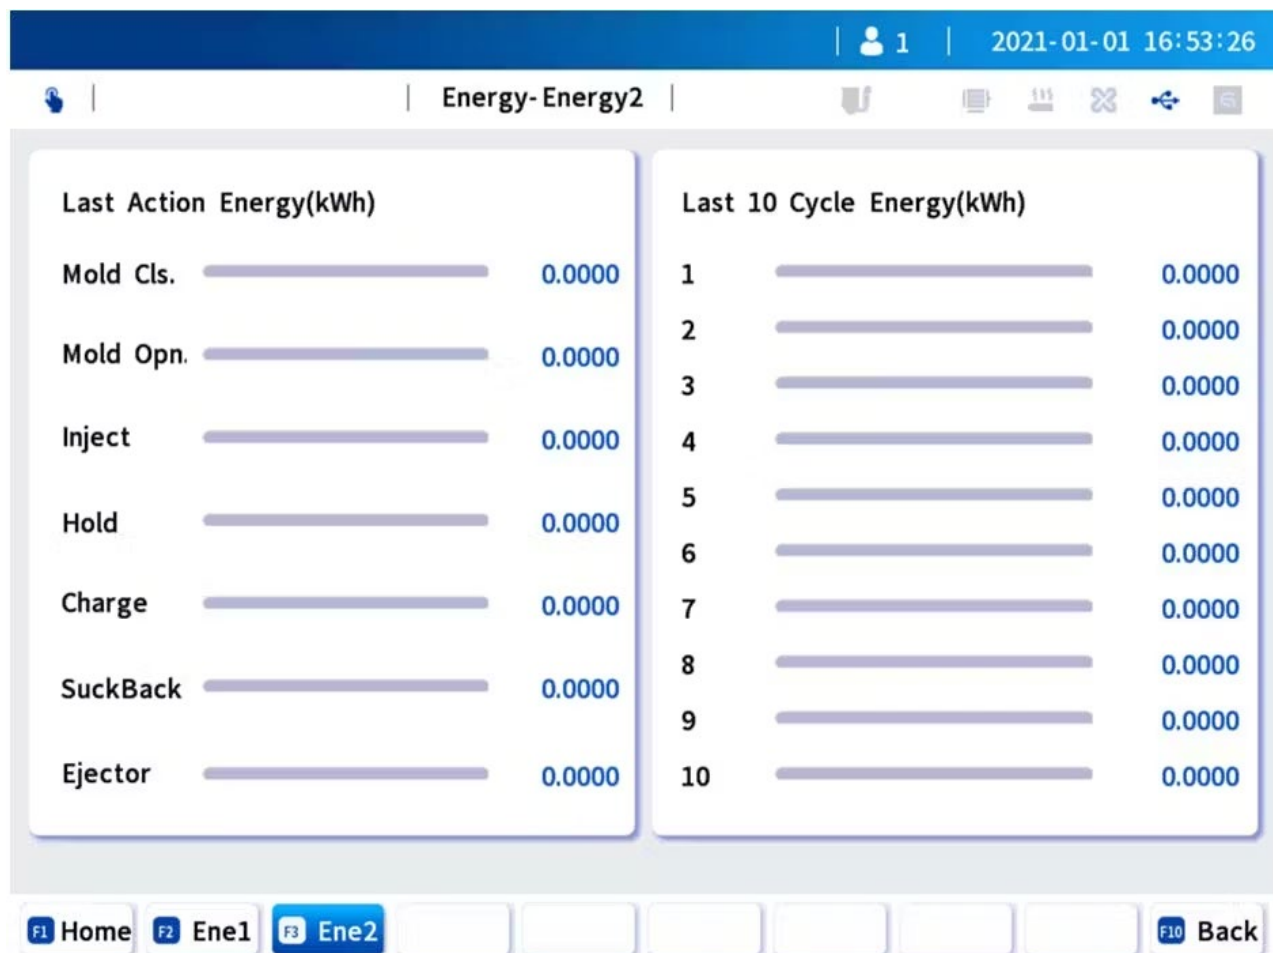 1 2021-01-01 16:53:26
Energy-Energy2
Last Action Energy(kWh)
Mold Cls. 0.0000
Mold Opn. 0.0000
Inject 0.0000
Hold 0.0000
Charge 0.0000
SuckBack 0.0000
Ejector 0.0000
Last 10 Cycle Energy(kWh)
1 0.0000
2 0.0000
3 0.0000
4 0.0000
5 0.0000
6 0.0000
7 0.0000
8 0.0000
9 0.0000
10 0.0000
F1 Home F2 Ene1 F3 Ene2 F10 Back